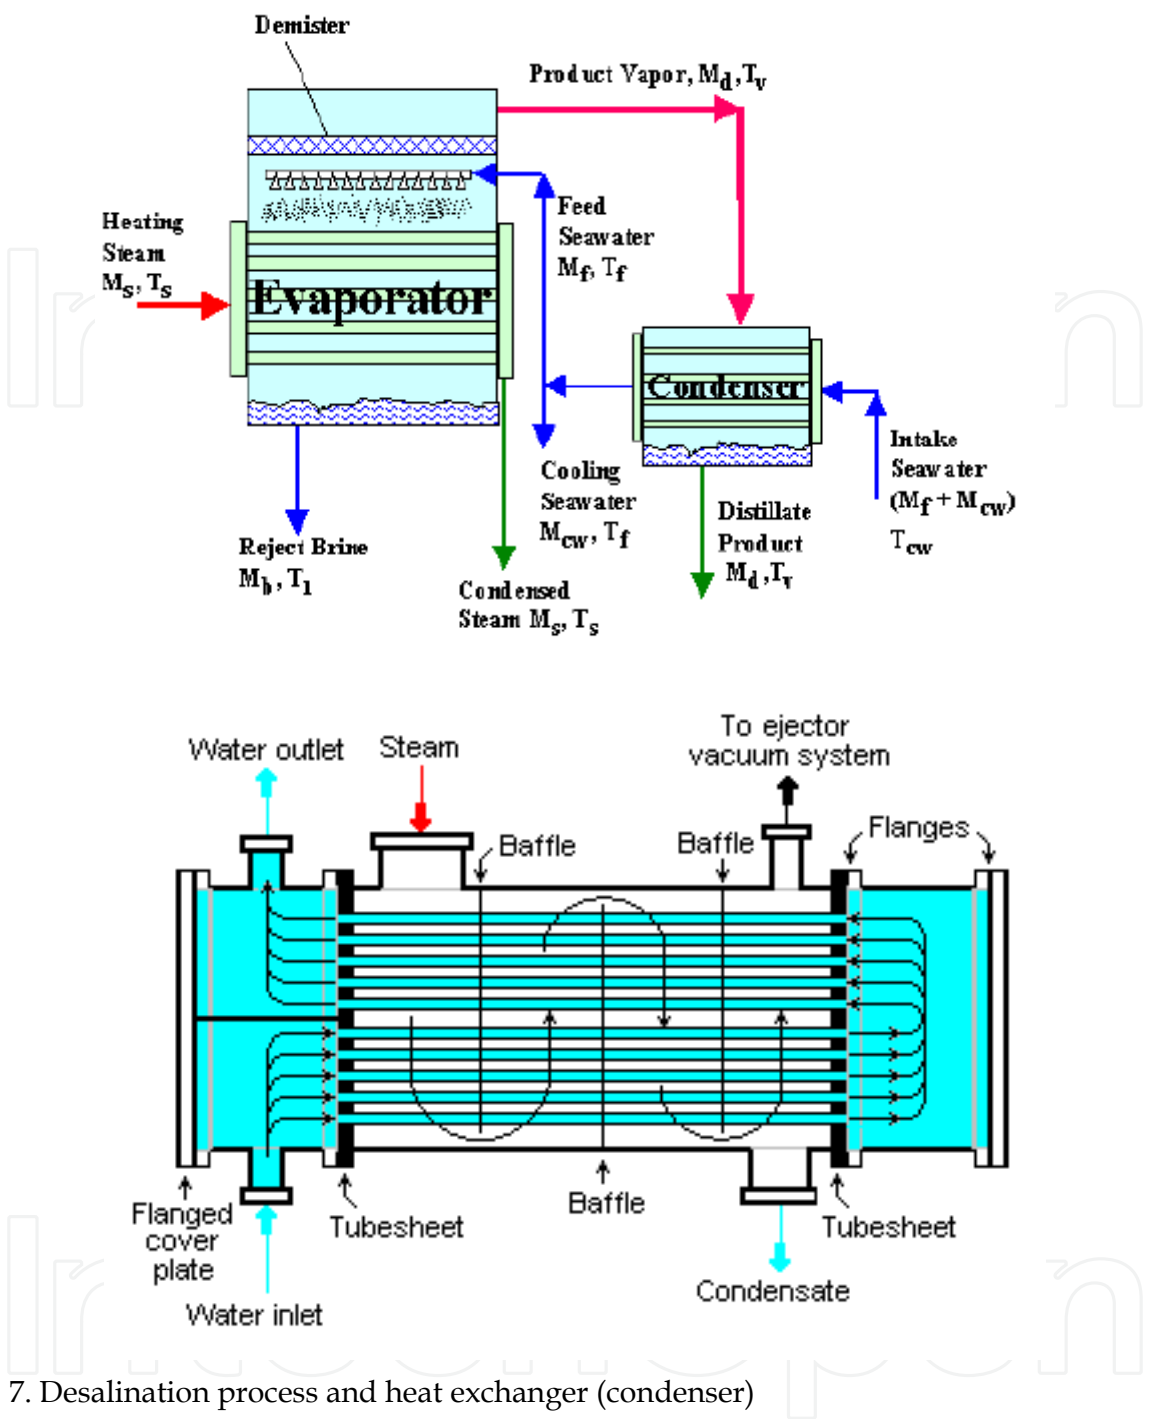 Demister
Product Vapor, Md,Tv
Feed
Seawater
Mf, Tf
Heating
Steam
Ms, Ts
Evaporator
Condenser
Intake
Seawater
(Mf + Mcw)
Tcw
Cooling
Seawater
Mcw, Tf
Distillate
Product
Md ,Tv
Reject Brine
Mb , T1
Condensed
Steam Ms, Ts
To ejector
vacuum system
Water outlet
Steam
Baffle
Baffle
Flanges
Flanged
cover
plate
Tubesheet
Baffle
Tubesheet
Condensate
Water inlet
7. Desalination process and heat exchanger (condenser)